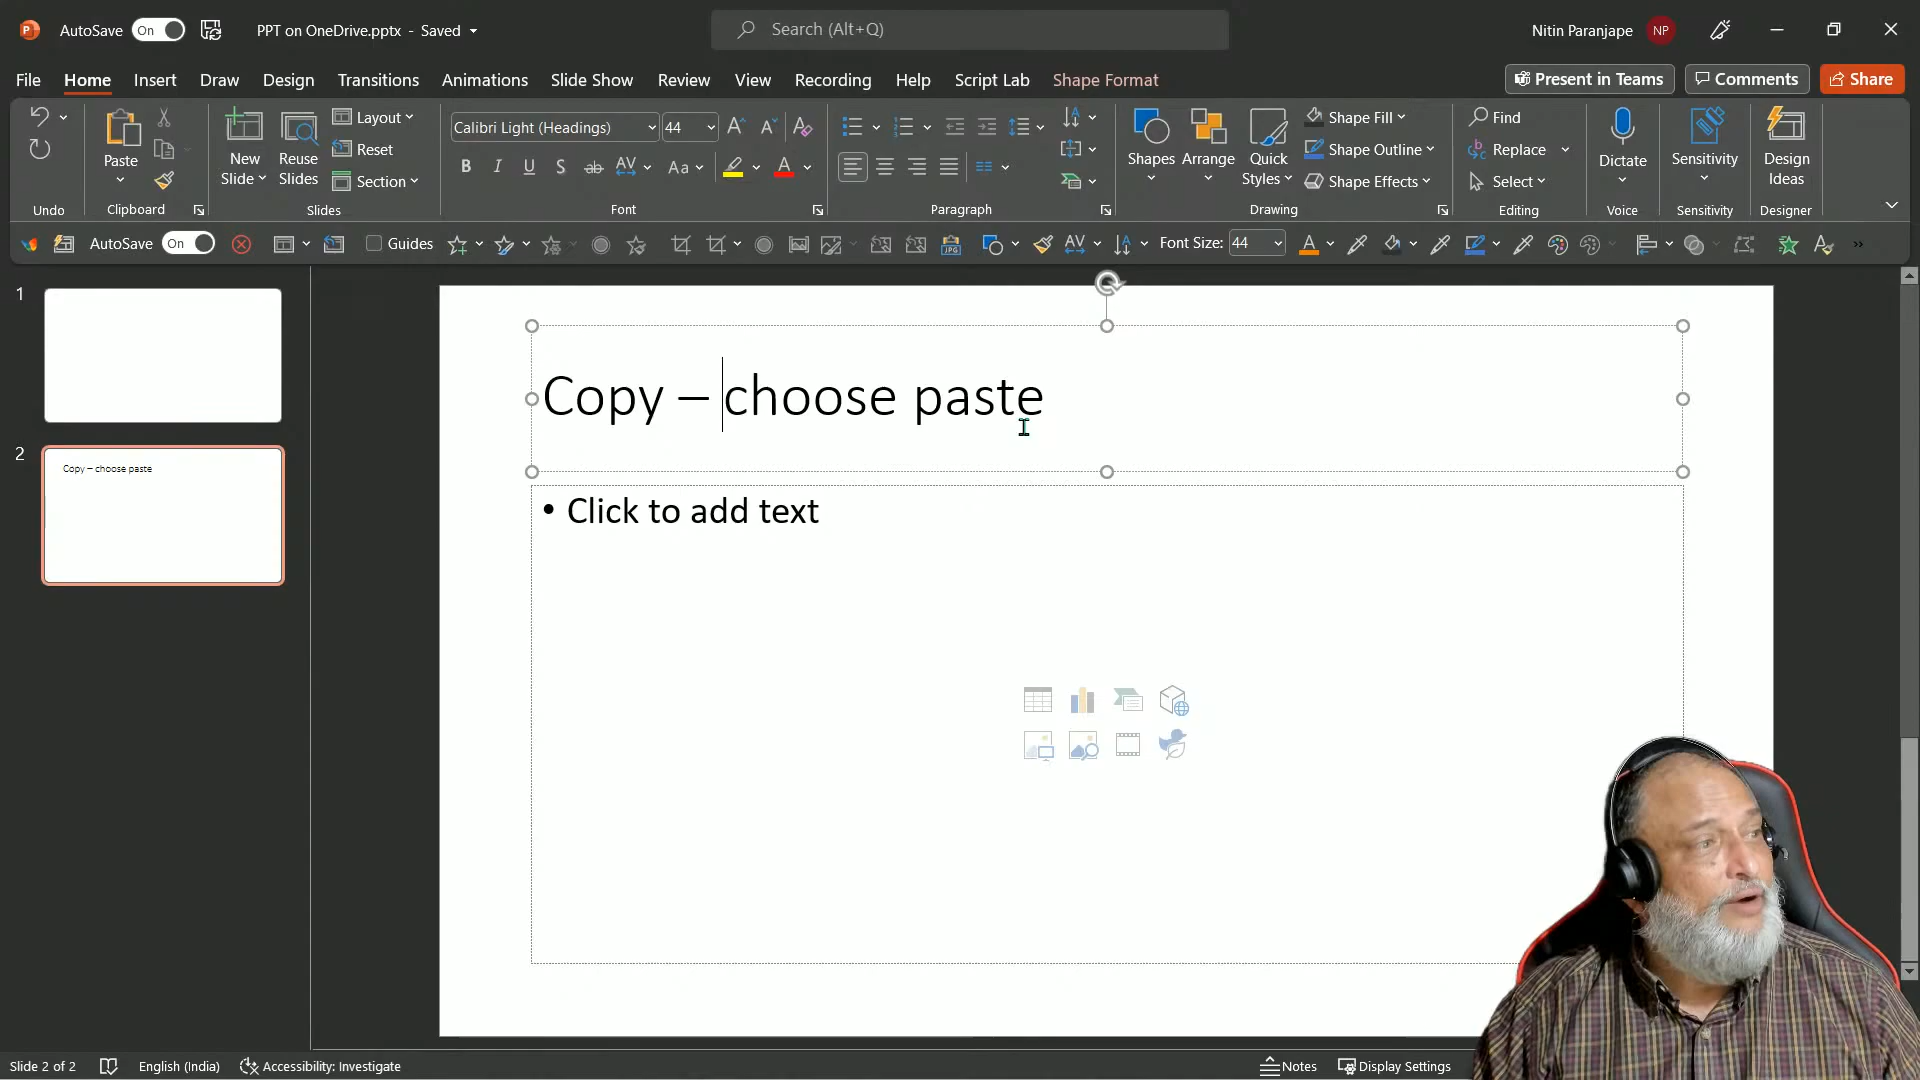 AutoSave On PPT on OneDrive.pptx - Saved Search (Alt+Q) Nitin Paranjape NP
File Home Insert Draw Design Transitions Animations Slide Show Review View Recording Help Script Lab Shape Format Present in Teams Comments Share
Paste New Slide Reuse Slides Layout Reset Section
Calibri Light (Headings) 44 A A A
B I U S ab AV Aa A
Shapes Arrange Quick Styles Shape Fill Shape Outline Shape Effects
Find Replace Select Dictate Sensitivity Design Ideas
Undo Clipboard Slides Font Paragraph Drawing Editing Voice Sensitivity Designer
AutoSave On Guides JPG AV Font Size: 44 A A
1
2
Copy – choose paste
Copy – choose paste
• Click to add text
Slide 2 of 2 English (India) Accessibility: Investigate Notes Display Settings